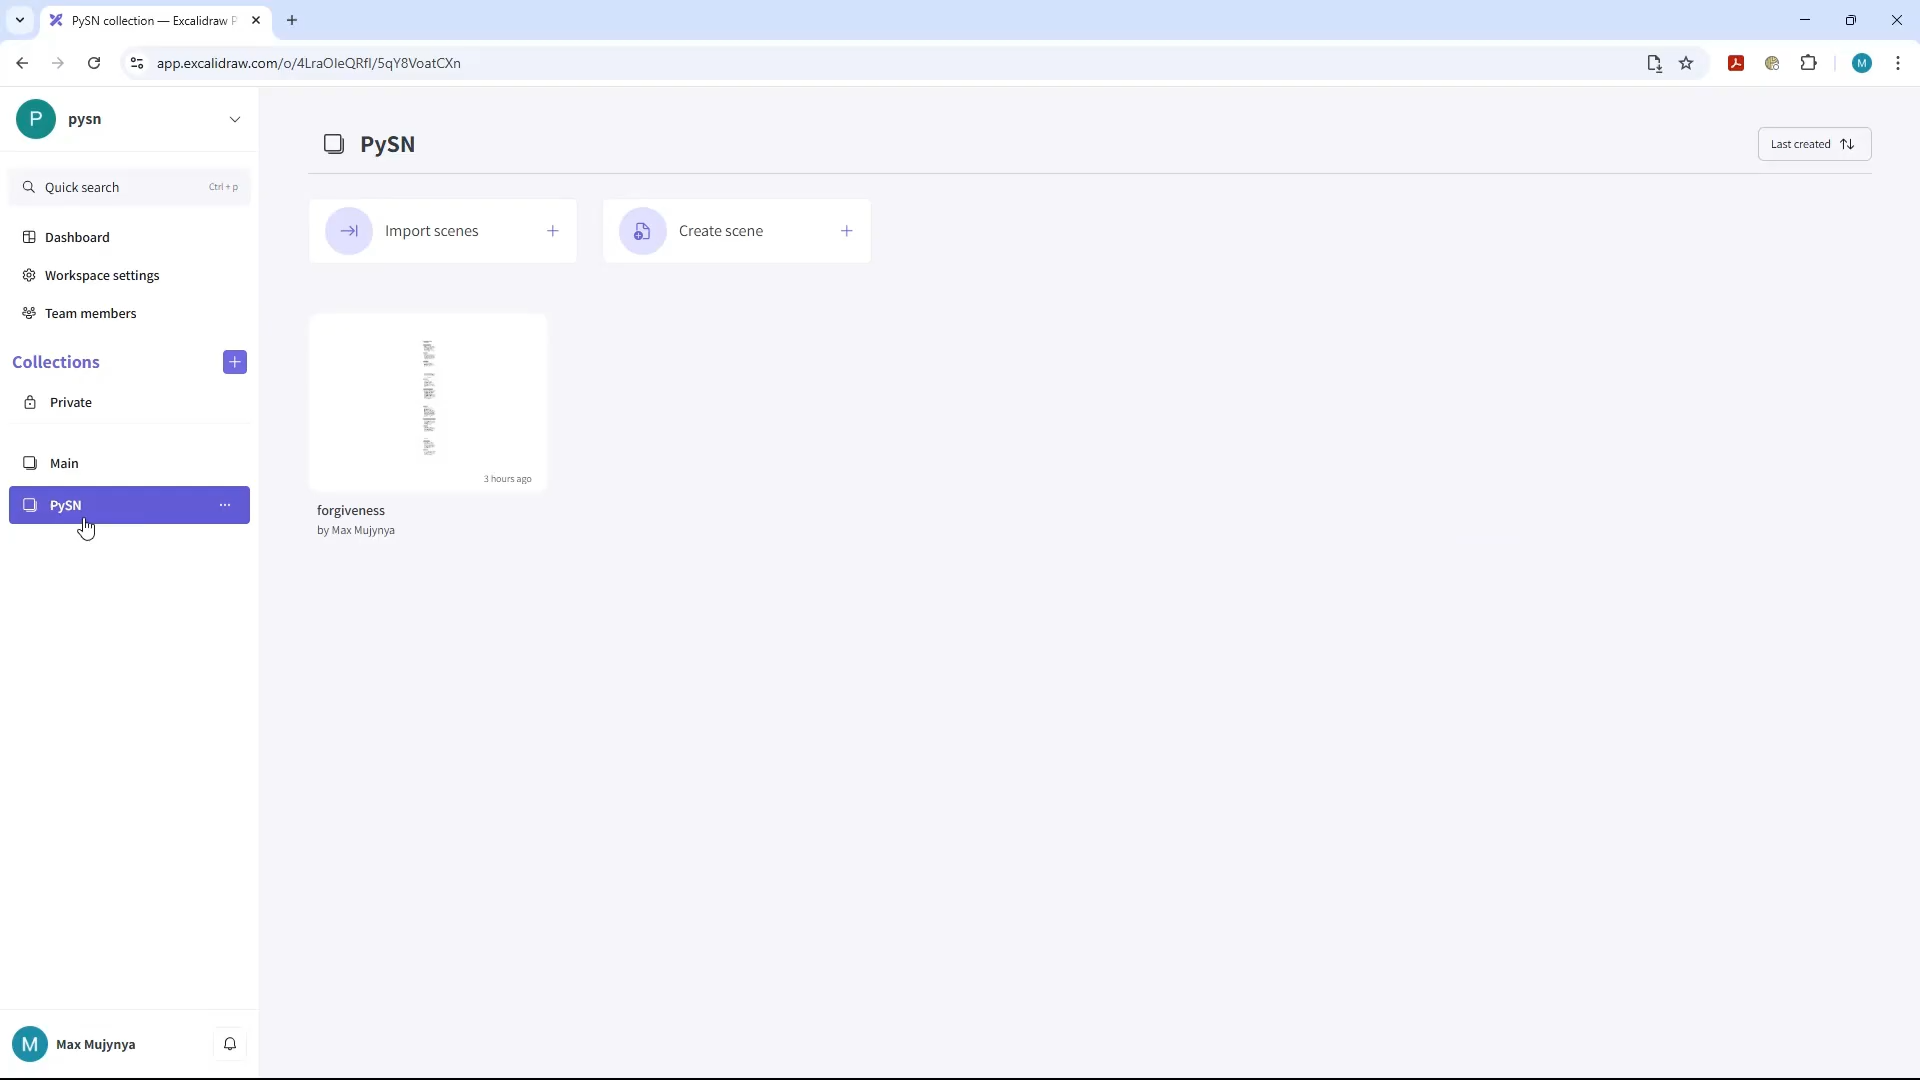 PySN collection — Excalidraw P
app.excalidraw.com/o/4LraOIeQRfI/5qY8VoatCXn
M
P
pysn
Quick search
Ctrl + p
Dashboard
Workspace settings
Team members
Collections
Private
Main
PySN
Max Mujynya
M
PySN
Last created
Import scenes
Create scene
3 hours ago
forgiveness
by Max Mujynya